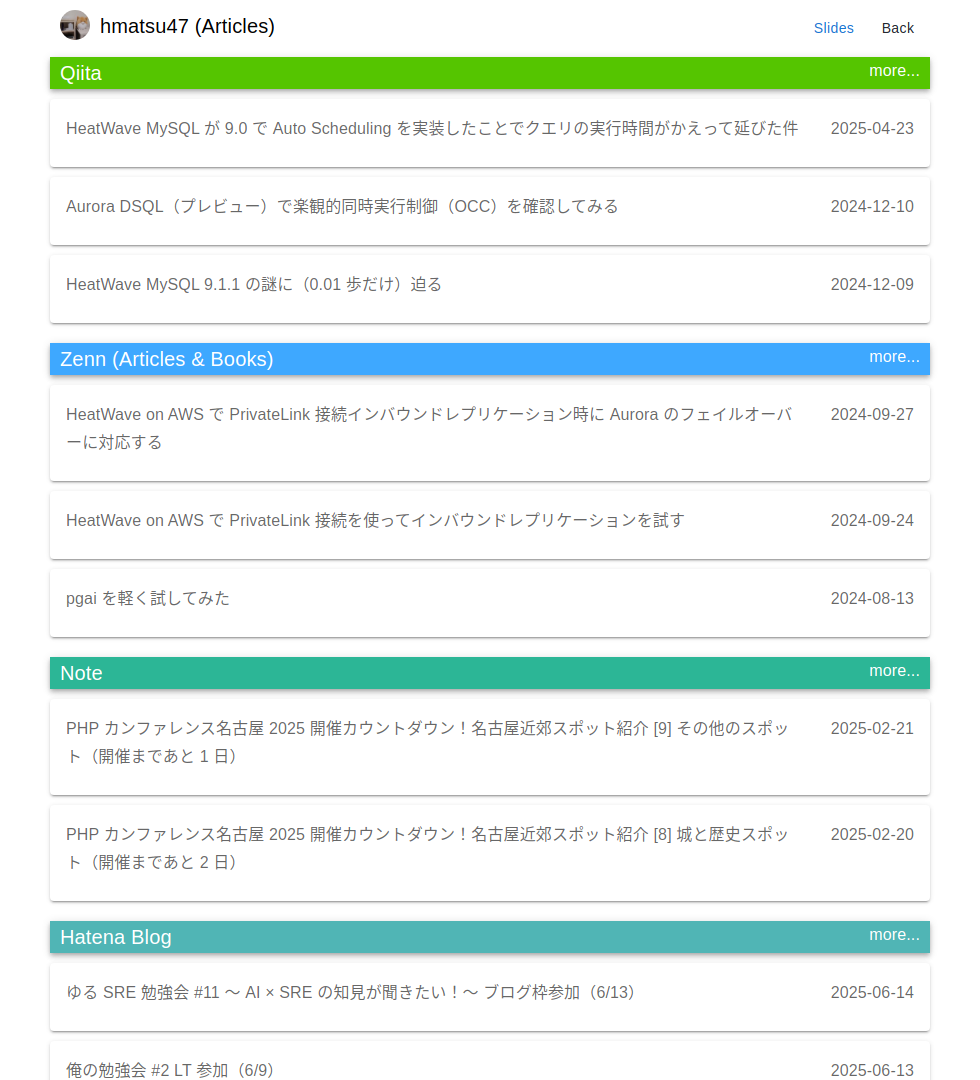 hmatsu47 (Articles)
Slides
Back
Qiita
more...
HeatWave MySQL が 9.0 で Auto Scheduling を実装したことでクエリの実行時間がかえって延びた件
2025-04-23
Aurora DSQL（プレビュー）で楽観的同時実行制御（OCC）を確認してみる
2024-12-10
HeatWave MySQL 9.1.1 の謎に（0.01 歩だけ）迫る
2024-12-09
Zenn (Articles & Books)
more...
HeatWave on AWS で PrivateLink 接続インバウンドレプリケーション時に Aurora のフェイルオーバ
ーに対応する
2024-09-27
HeatWave on AWS で PrivateLink 接続を使ってインバウンドレプリケーションを試す
2024-09-24
pgai を軽く試してみた
2024-08-13
Note
more...
PHP カンファレンス名古屋 2025 開催カウントダウン！名古屋近郊スポット紹介 [9] その他のスポッ
ト（開催まであと 1 日）
2025-02-21
PHP カンファレンス名古屋 2025 開催カウントダウン！名古屋近郊スポット紹介 [8] 城と歴史スポッ
ト（開催まであと 2 日）
2025-02-20
Hatena Blog
more...
ゆる SRE 勉強会 #11 〜 AI × SRE の知見が聞きたい！〜 ブログ枠参加（6/13）
2025-06-14
俺の勉強会 #2 LT 参加（6/9）
2025-06-13